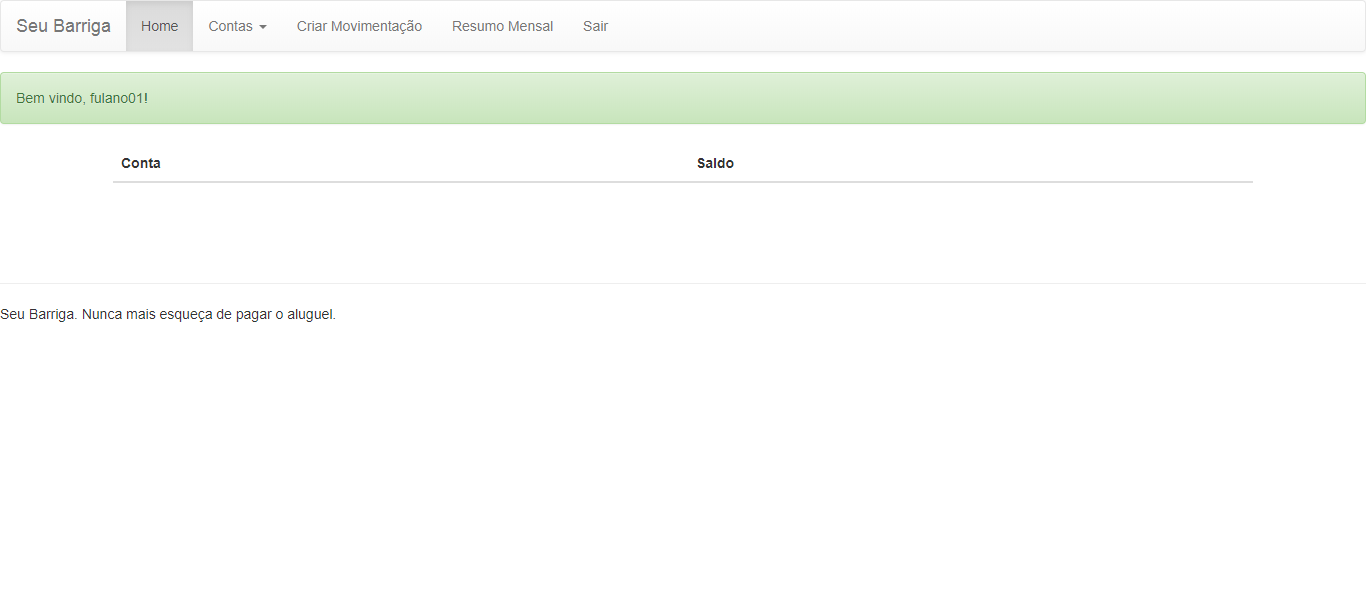 Seu Barriga Home Contas Criar Movimentação Resumo Mensal Sair
Bem vindo, fulano01!
Conta Saldo
Seu Barriga. Nunca mais esqueça de pagar o aluguel.